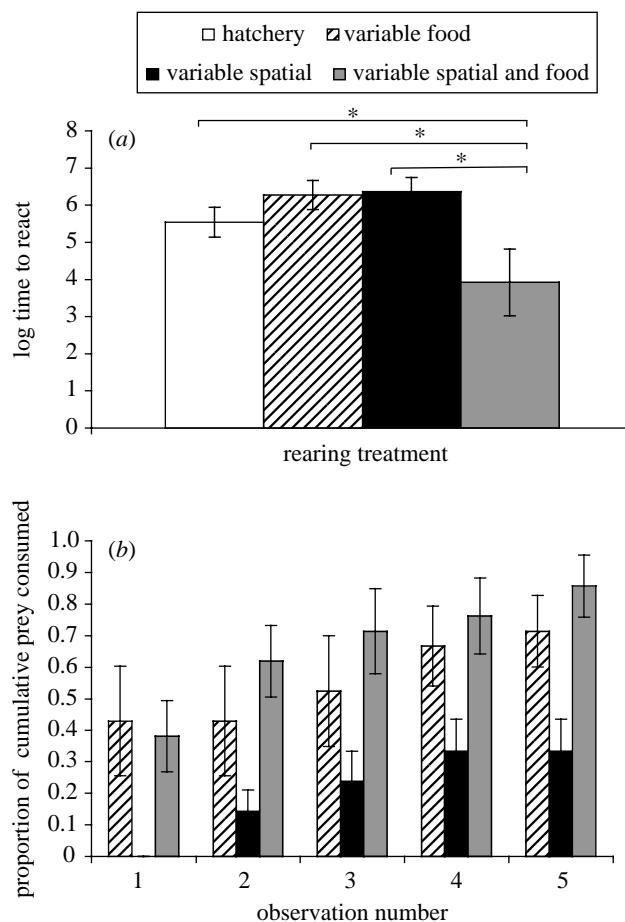 hatchery variable food
variable spatial variable spatial and food
(a)
*
*
*
8
7
6
5
4
3
2
1
0
log time to react
rearing treatment
(b)
1.0
0.9
0.8
0.7
0.6
0.5
0.4
0.3
0.2
0.1
0
proportion of cumulative prey consumed
1 2 3 4 5
observation number